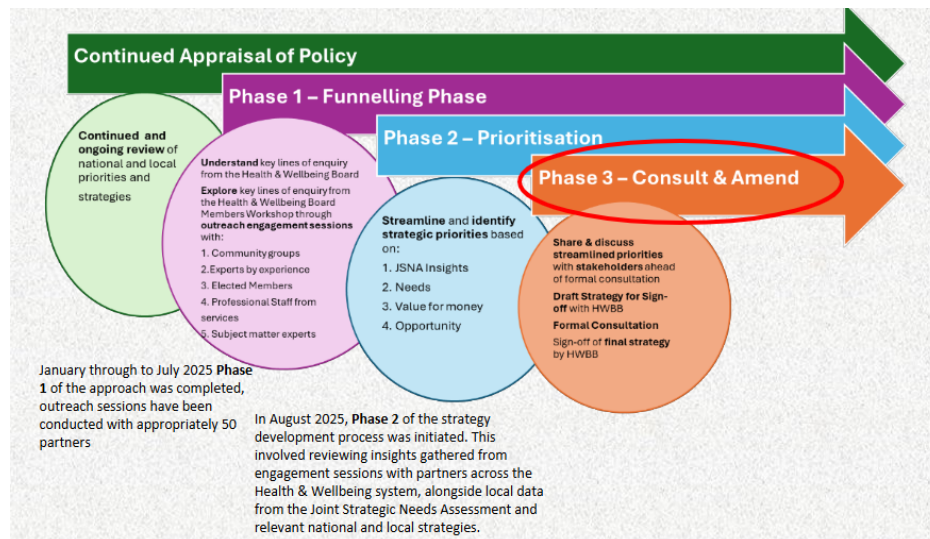 Continued Appraisal of Policy
Phase 1 – Funnelling Phase
Phase 2 – Prioritisation
Phase 3 – Consult & Amend
Continued and
ongoing review of
national and local
priorities and
strategies
Understand key lines of enquiry
from the Health & Wellbeing Board
Explore key lines of enquiry from
the Health & Wellbeing Board
Members Workshop through
outreach engagement sessions
with:
1. Community groups
2.Experts by experience
3. Elected Members
4. Professional Staff from
services
5. Subject matter experts
Streamline and identify
strategic priorities based
on:
1. JSNA Insights
2. Needs
3. Value for money
4. Opportunity
Share & discuss
streamlined priorities
with stakeholders ahead
of formal consultation
Draft Strategy for Sign-
off with HWBB
Formal Consultation
Sign-off of final strategy
by HWBB
January through to July 2025 Phase
1 of the approach was completed,
outreach sessions have been
conducted with appropriately 50
partners
In August 2025, Phase 2 of the strategy
development process was initiated. This
involved reviewing insights gathered from
engagement sessions with partners across the
Health & Wellbeing system, alongside local data
from the Joint Strategic Needs Assessment and
relevant national and local strategies.